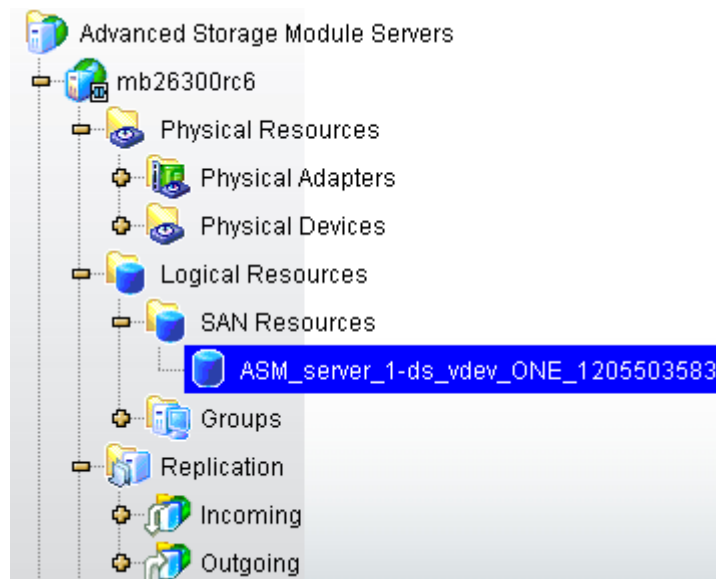 Advanced Storage Module Servers
mb26300rc6
Physical Resources
Physical Adapters
Physical Devices
Logical Resources
SAN Resources
ASM_server_1-ds_vdev_ONE_1205503583
Groups
Replication
Incoming
Outgoing